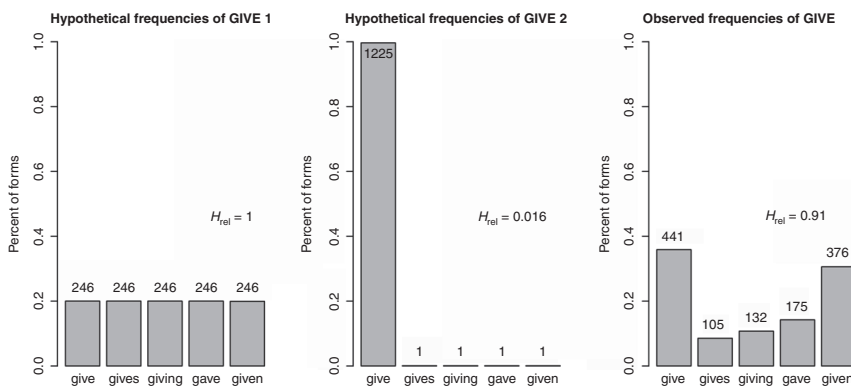 Hypothetical frequencies of GIVE 1
Percent of forms
1.0
0.8
0.6
0.4
0.2
0.0
H_rel = 1
246 246 246 246 246
give gives giving gave given
Hypothetical frequencies of GIVE 2
Percent of forms
1.0
0.8
0.6
0.4
0.2
0.0
1225
H_rel = 0.016
1 1 1 1
give gives giving gave given
Observed frequencies of GIVE
Percent of forms
1.0
0.8
0.6
0.4
0.2
0.0
H_rel = 0.91
441 105 132 175 376
give gives giving gave given